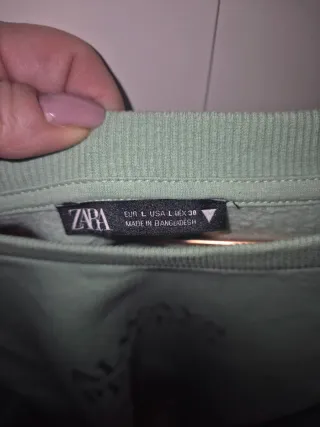 ZARA
EUR L USA L MEX 30
MADE IN BANGLADESH